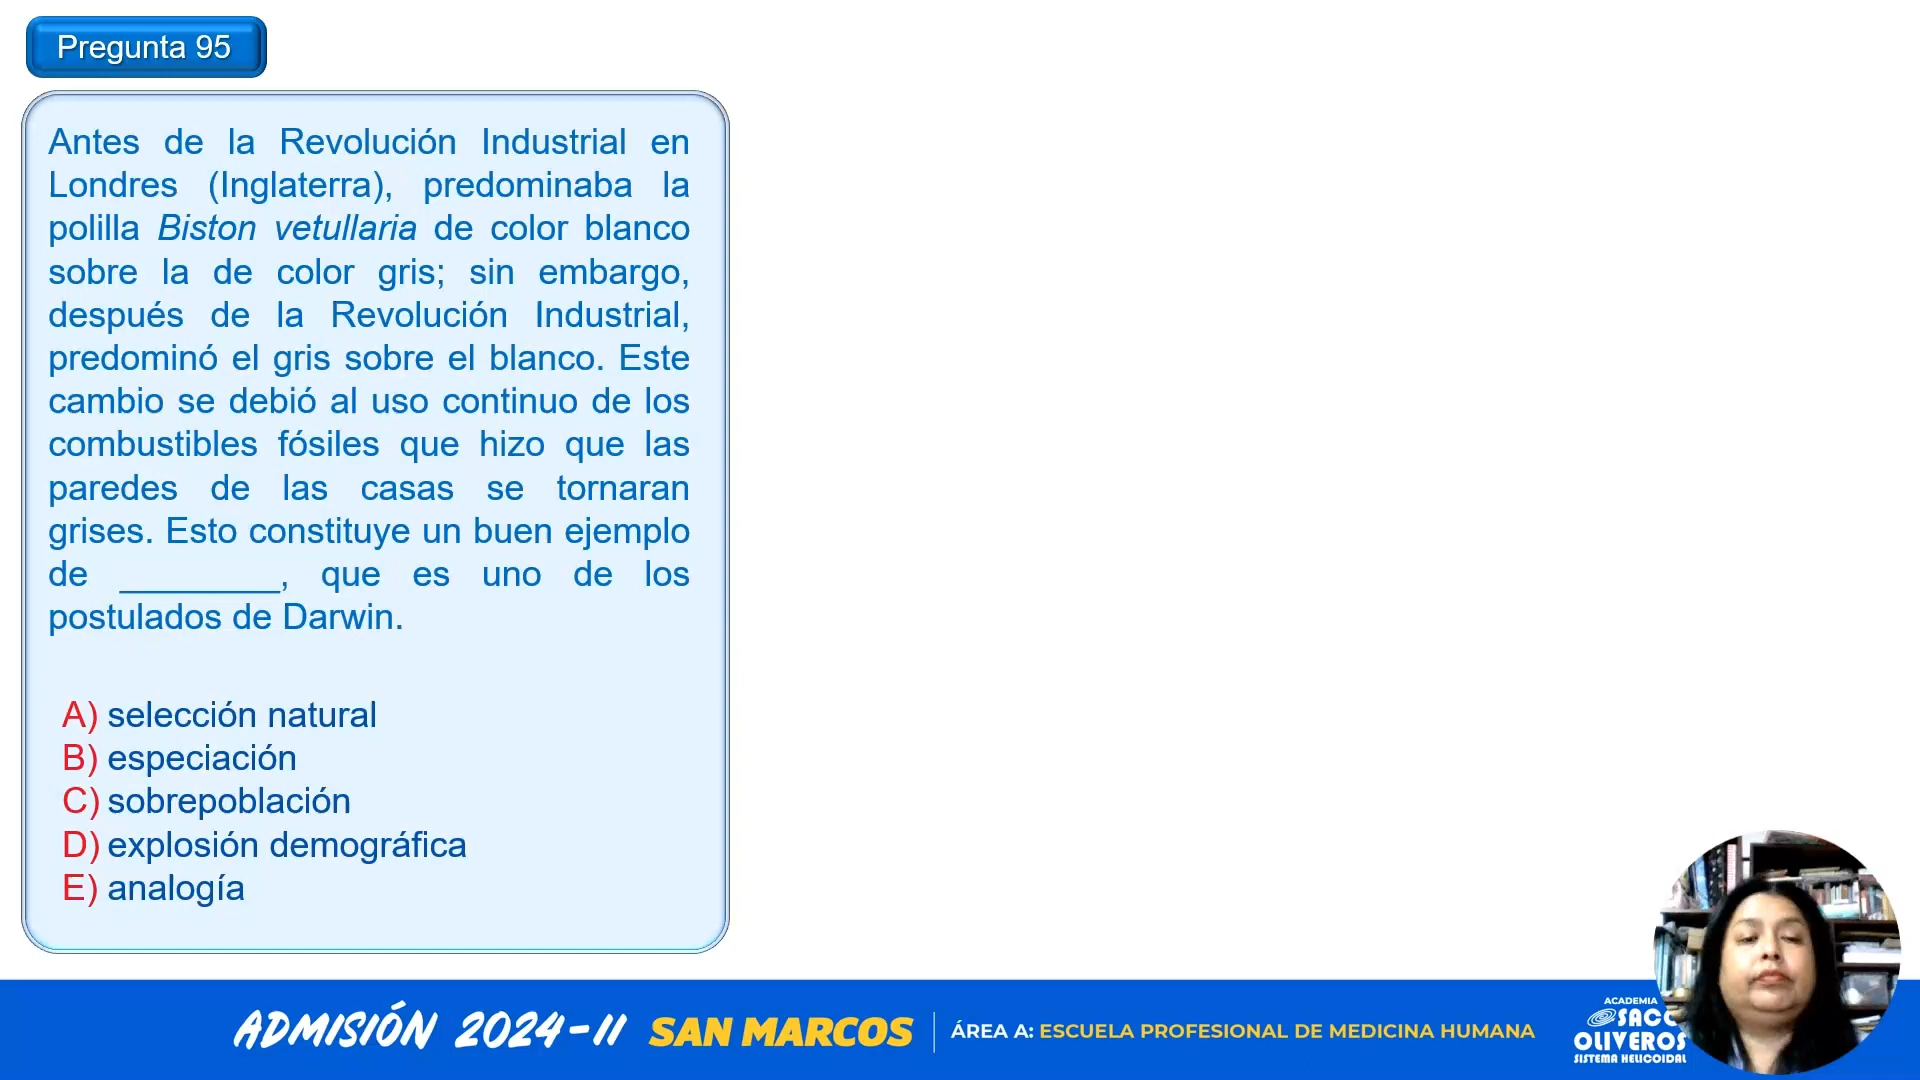 Pregunta 95
Antes de la Revolución Industrial en
Londres (Inglaterra), predominaba la
polilla Biston vetullaria de color blanco
sobre la de color gris; sin embargo,
después de la Revolución Industrial,
predominó el gris sobre el blanco. Este
cambio se debió al uso continuo de los
combustibles fósiles que hizo que las
paredes de las casas se tornaran
grises. Esto constituye un buen ejemplo
de ________, que es uno de los
postulados de Darwin.
A) selección natural
B) especiación
C) sobrepoblación
D) explosión demográfica
E) analogía
ADMISIÓN 2024-II SAN MARCOS
ÁREA A: ESCUELA PROFESIONAL DE MEDICINA HUMANA
ACADEMIA
SACC
OLIVEROS
SISTEMA HELICOIDAL